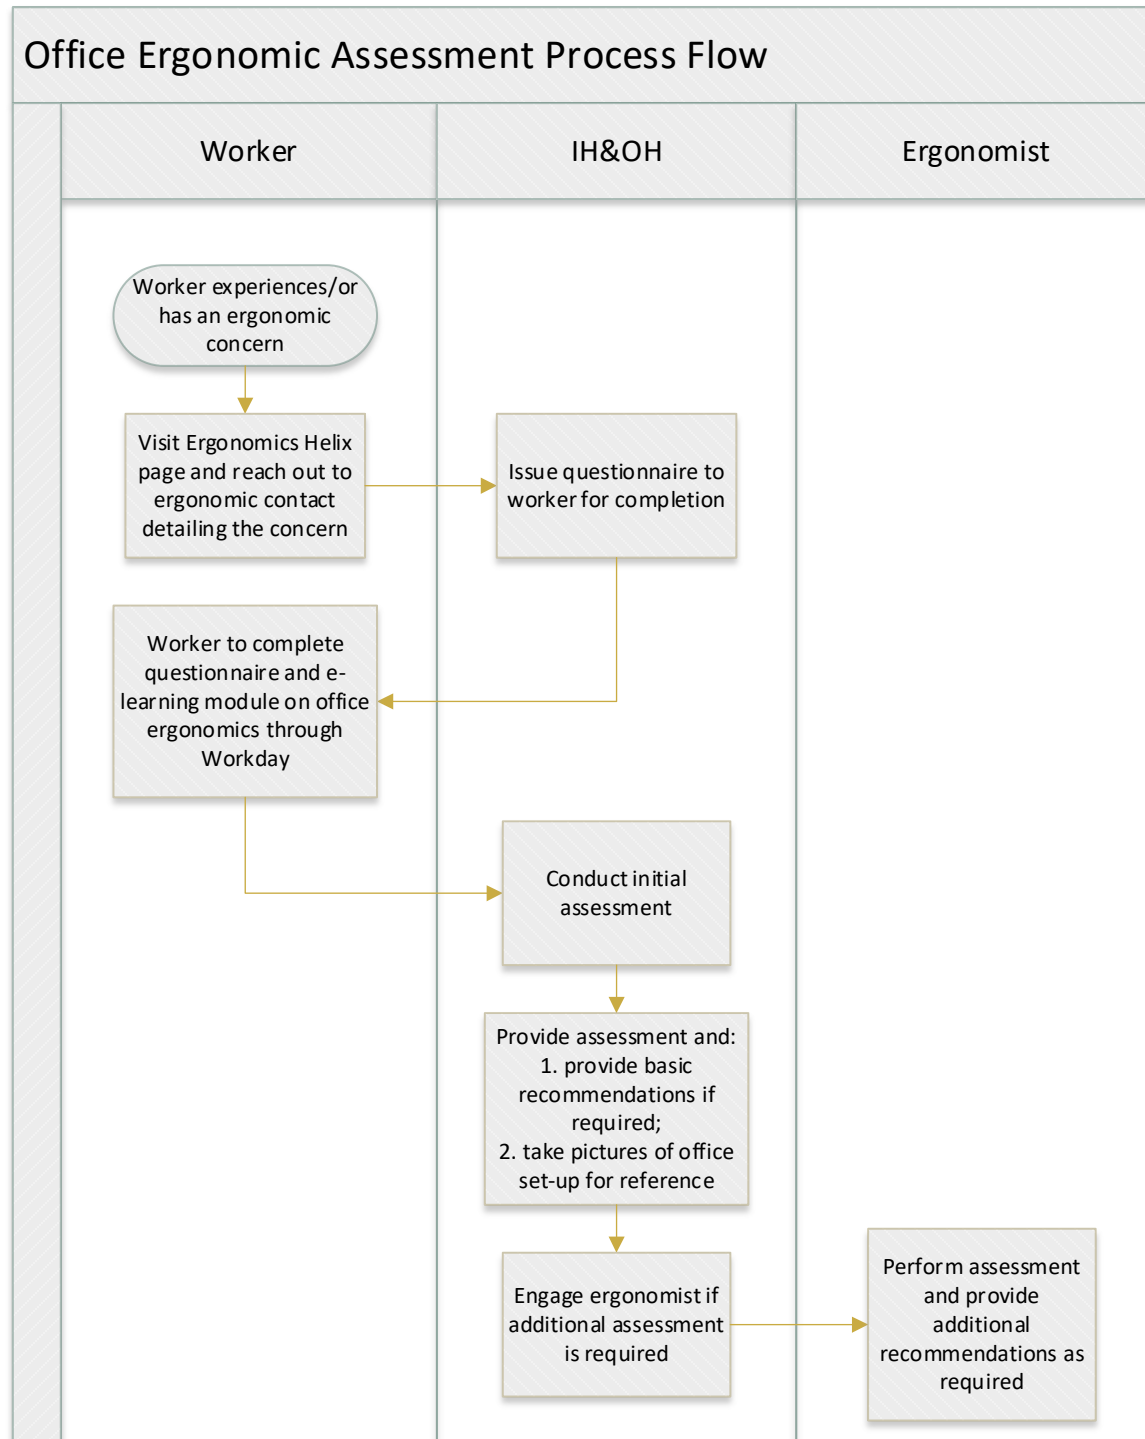 Office Ergonomic Assessment Process Flow
Worker
IH&OH
Ergonomist
Worker experiences/or
has an ergonomic
concern
Visit Ergonomics Helix
page and reach out to
ergonomic contact
detailing the concern
Issue questionnaire to
worker for completion
Worker to complete
questionnaire and e-
learning module on office
ergonomics through
Workday
Conduct initial
assessment
Provide assessment and:
1. provide basic
recommendations if
required;
2. take pictures of office
set-up for reference
Engage ergonomist if
additional assessment
is required
Perform assessment
and provide
additional
recommendations as
required